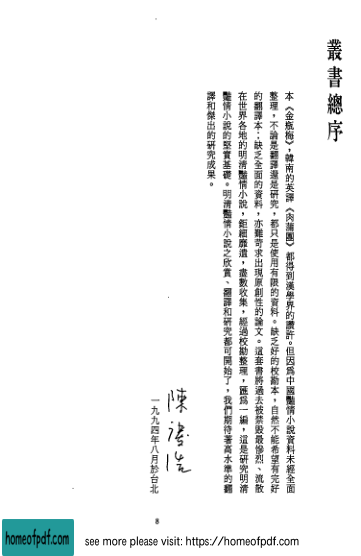 叢書總序
本《金瓶梅》，韓南的英譯《肉蒲團》都得到漢學界的讚許。但因爲中國豔情小說資料未經全面
整理，不論是翻譯還是研究，都只是使用有限的資料。缺乏好的校勘本，自然不能希望有完好
的翻譯本；缺乏全面的資料，亦難苛求出現原創性的論文。這套書將過去被禁毀最慘烈、流散
在世界各地的明清豔情小說，鉅細靡遺，盡數收集，經過校勘整理，匯爲一編，這是研究明清
豔情小說的堅實基礎。明清豔情小說之欣賞、翻譯和研究都可開始了，我們期待著高水準的翻
譯和傑出的研究成果。
一九九四年八月於台北
8
homeofpdf.com
see more please visit: https://homeofpdf.com